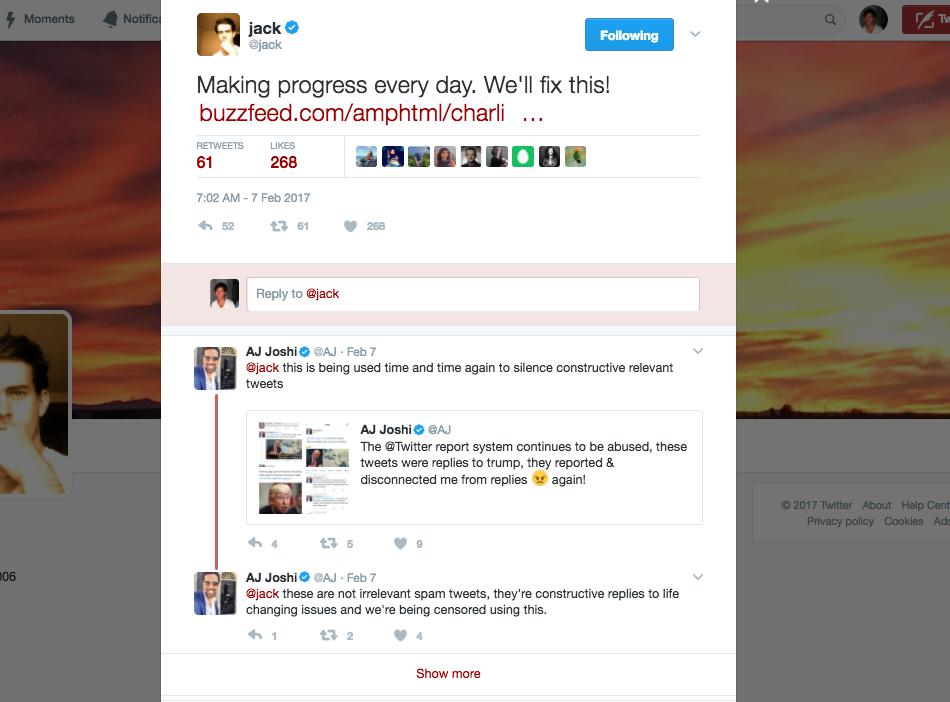 Moments
Notifica
jack
@jack
Following
Tw
Making progress every day. We'll fix this!
buzzfeed.com/amphtml/charli …
RETWEETS LIKES
61 268
7:02 AM - 7 Feb 2017
52 61 268
Reply to @jack
AJ Joshi @AJ · Feb 7
@jack this is being used time and time again to silence constructive relevant
tweets
AJ Joshi @AJ
The @Twitter report system continues to be abused, these
tweets were replies to trump, they reported &
disconnected me from replies 😠 again!
4 5 9
AJ Joshi @AJ · Feb 7
@jack these are not irrelevant spam tweets, they're constructive replies to life
changing issues and we're being censored using this.
1 2 4
Show more
© 2017 Twitter About Help Cent
Privacy policy Cookies Ads
006